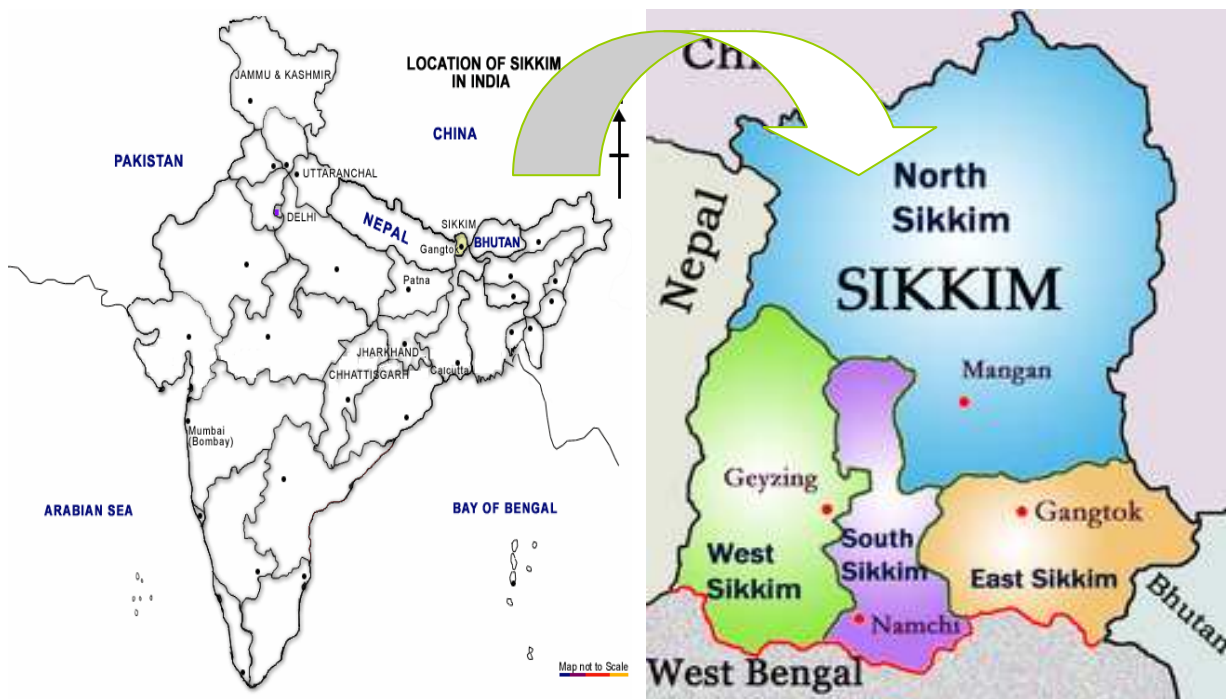 LOCATION OF SIKKIM
IN INDIA
JAMMU & KASHMIR
CHINA
PAKISTAN
UTTARANCHAL
DELHI
NEPAL
SIKKIM
Gangtok
BHUTAN
Patna
JHARKHAND
CHHATTISGARH
Calcutta
Mumbai
(Bombay)
ARABIAN SEA
BAY OF BENGAL
Map not to Scale
Chi
Nepal
North
Sikkim
SIKKIM
Mangan
Geyzing
Gangtok
West
Sikkim
South
Sikkim
East Sikkim
Namchi
Bhutan
West Bengal